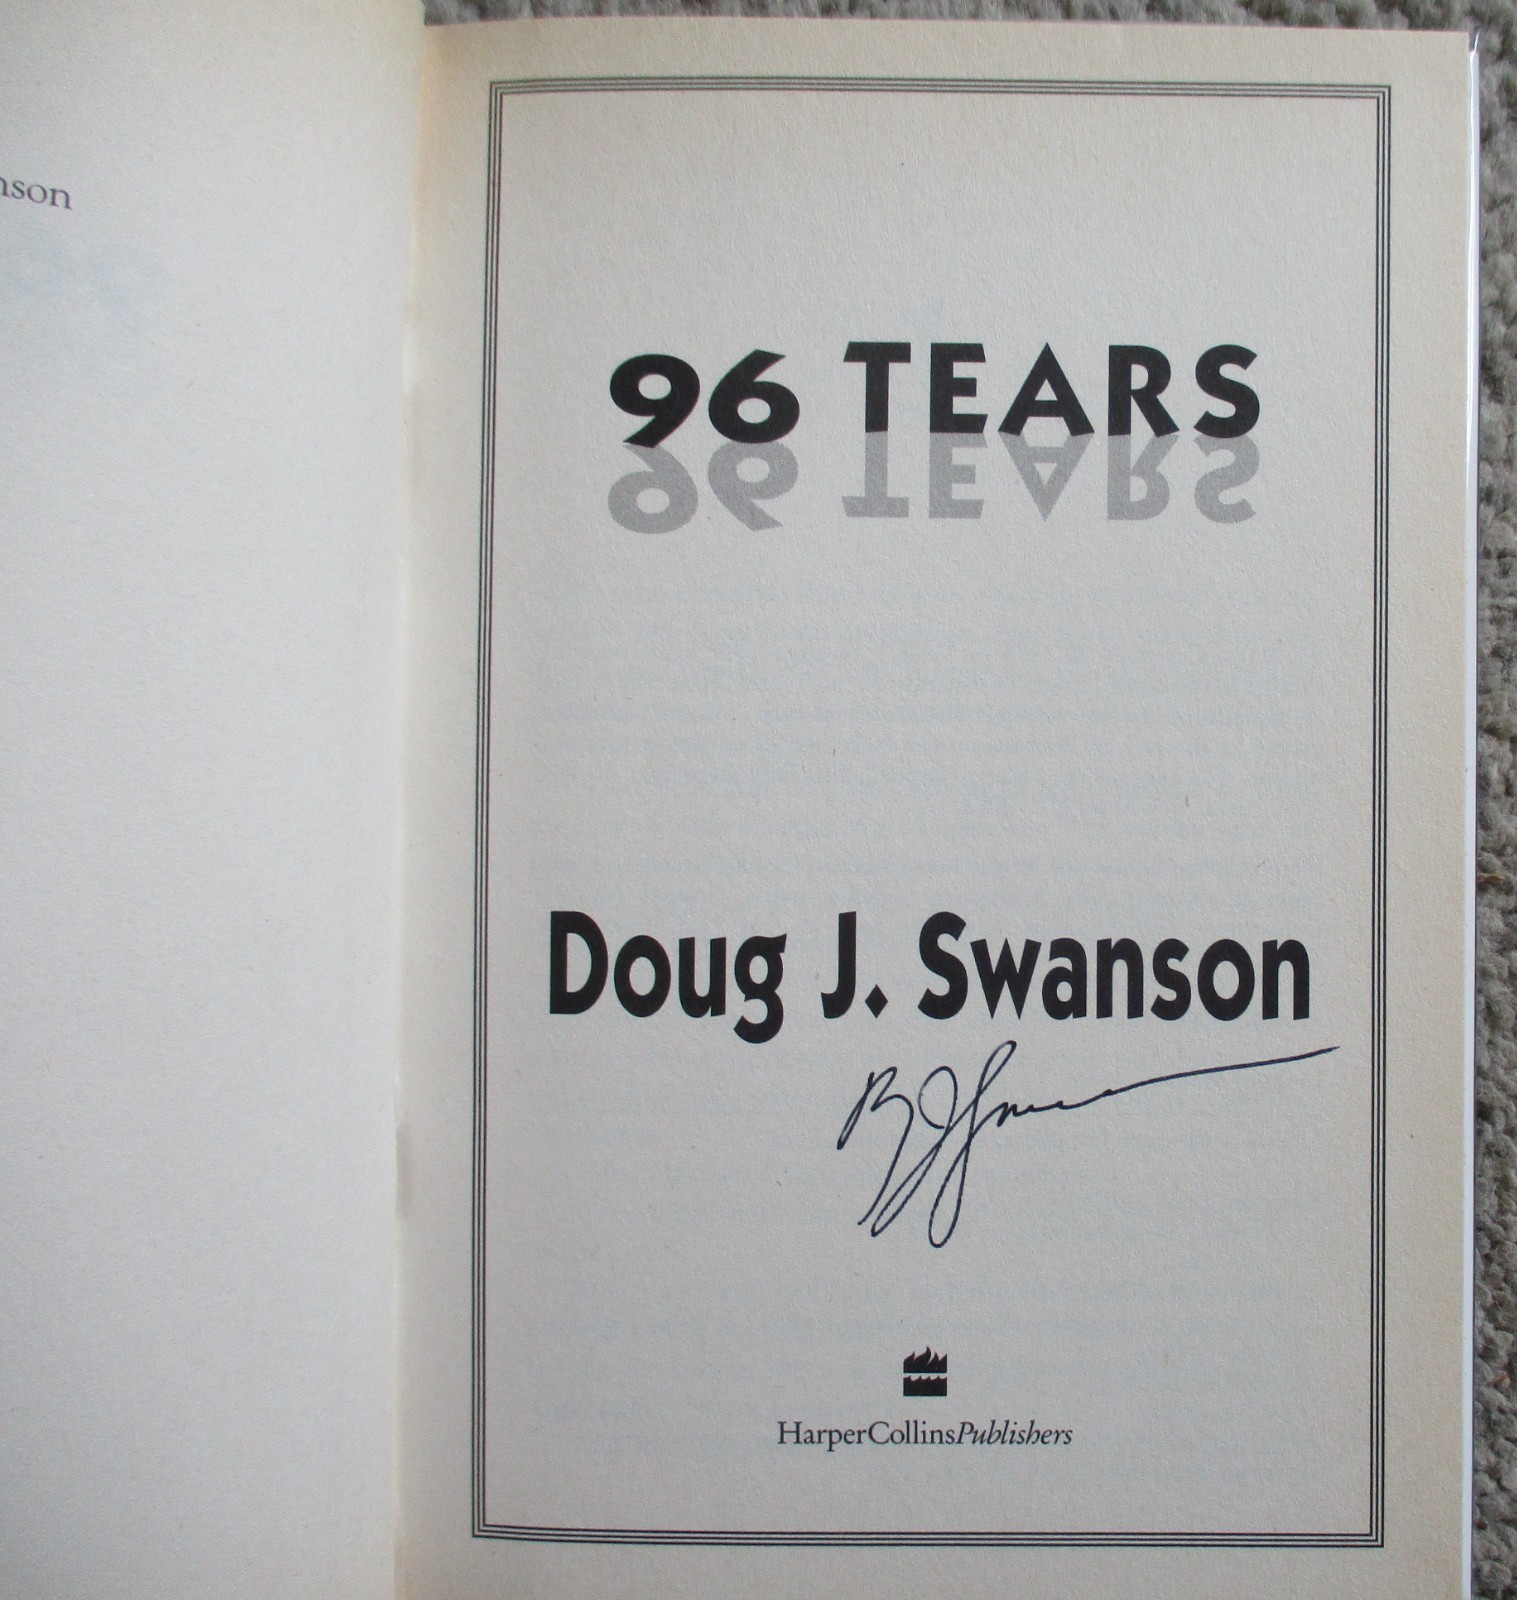 nson
96 TEARS
Doug J. Swanson
HarperCollinsPublishers